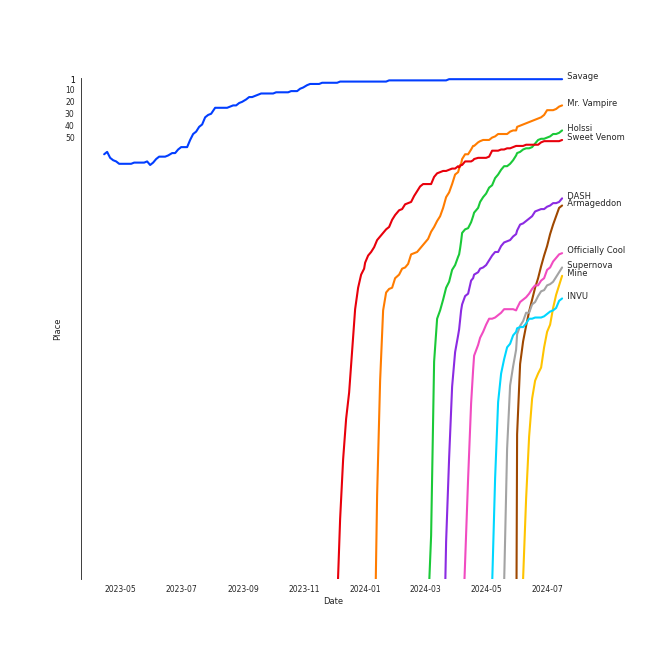 1
10
20
30
40
50
Place
Savage
Mr. Vampire
Holssi
Sweet Venom
DASH
Armageddon
Officially Cool
Supernova
Mine
INVU
2023-05 2023-07 2023-09 2023-11 2024-01 2024-03 2024-05 2024-07
Date